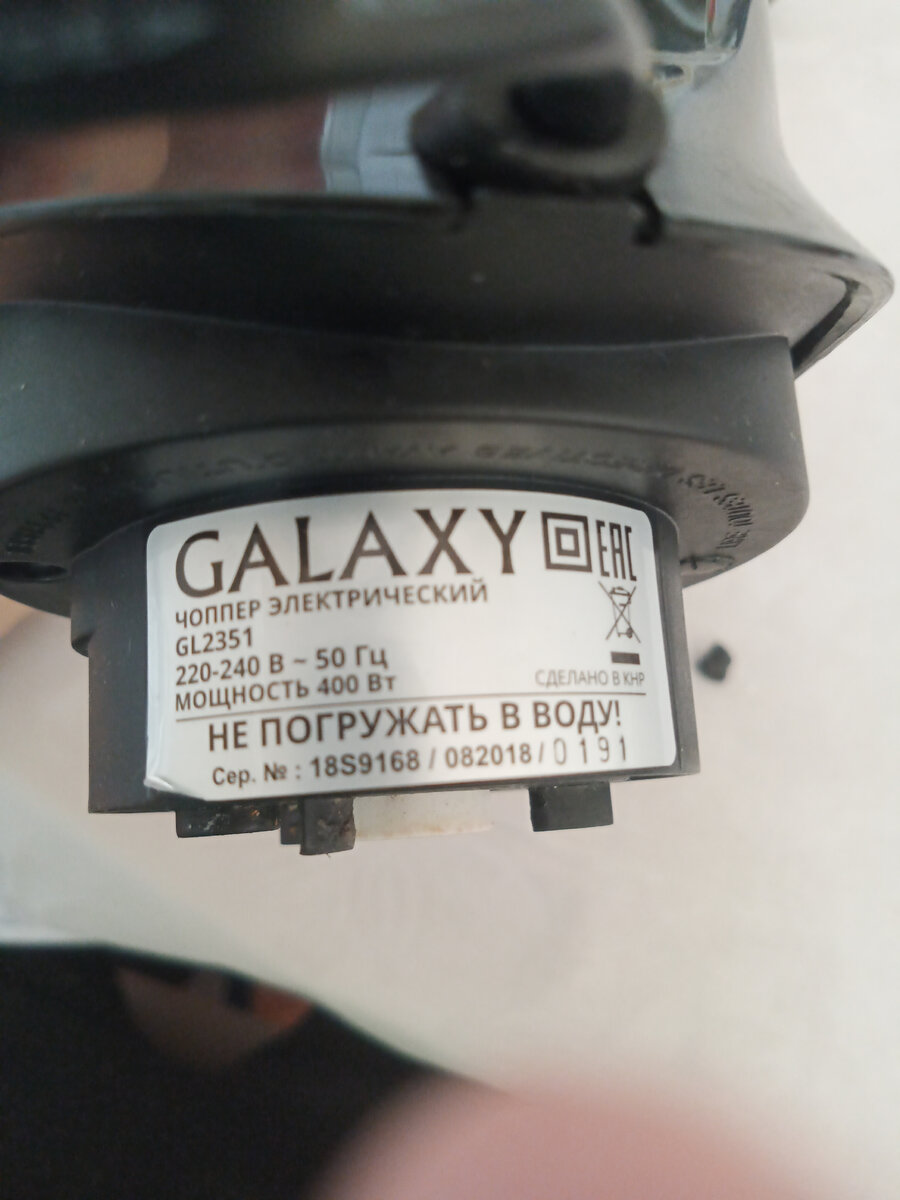 GALAXY EAC
ЧОППЕР ЭЛЕКТРИЧЕСКИЙ
GL2351
220-240 В ~ 50 Гц
МОЩНОСТЬ 400 Вт
СДЕЛАНО В КНР
НЕ ПОГРУЖАТЬ В ВОДУ!
Сер. № : 18S9168 / 082018 / 0191